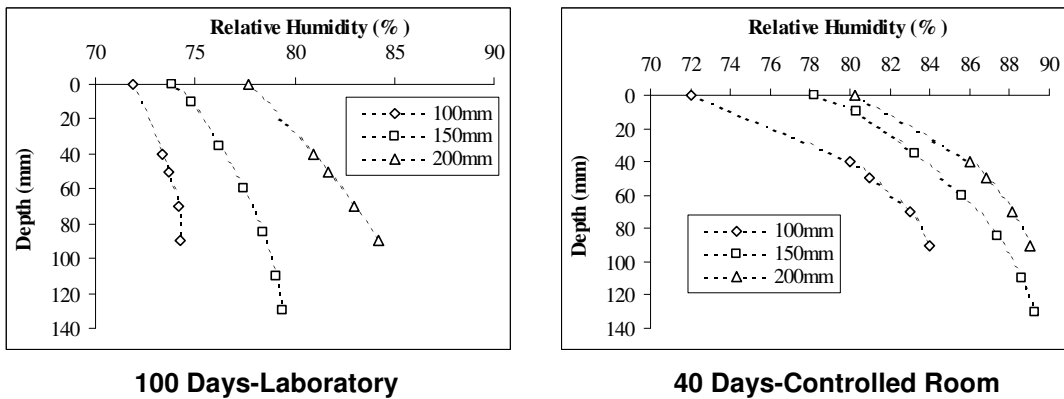 Relative Humidity (%)
70 75 80 85 90
0
20
40
60
80
100
120
140
Depth (mm)
100mm
150mm
200mm
100 Days-Laboratory
Relative Humidity (%)
70 72 74 76 78 80 82 84 86 88 90
0
20
40
60
80
100
120
140
Depth (mm)
100mm
150mm
200mm
40 Days-Controlled Room